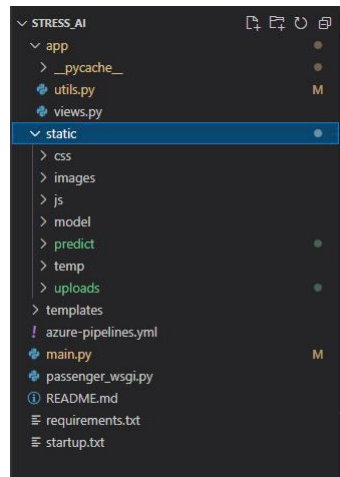 STRESS_AI
app
__pycache__
utils.py M
views.py
static
css
images
js
model
predict
temp
uploads
templates
! azure-pipelines.yml
main.py M
passenger_wsgi.py
README.md
requirements.txt
startup.txt